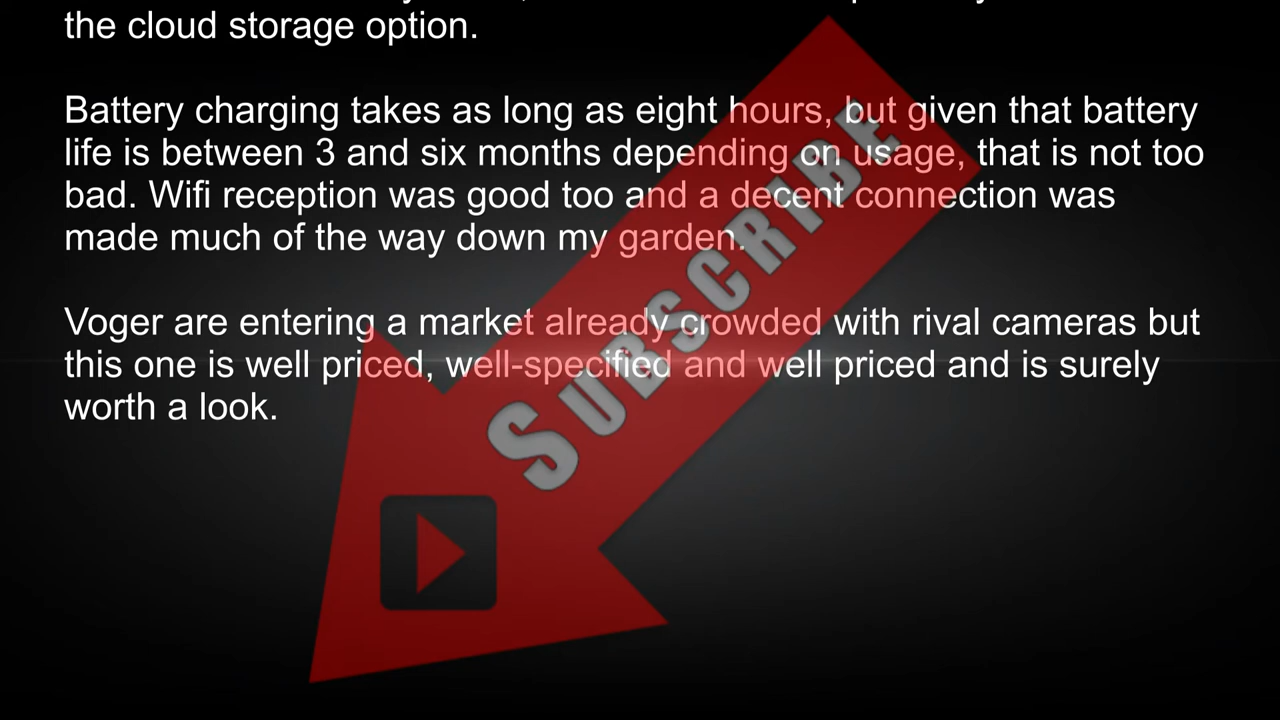 the cloud storage option.
Battery charging takes as long as eight hours, but given that battery
life is between 3 and six months depending on usage, that is not too
bad. Wifi reception was good too and a decent connection was
made much of the way down my garden.
Voger are entering a market already crowded with rival cameras but
this one is well priced, well-specified and well priced and is surely
worth a look.
SUBSCRIBE